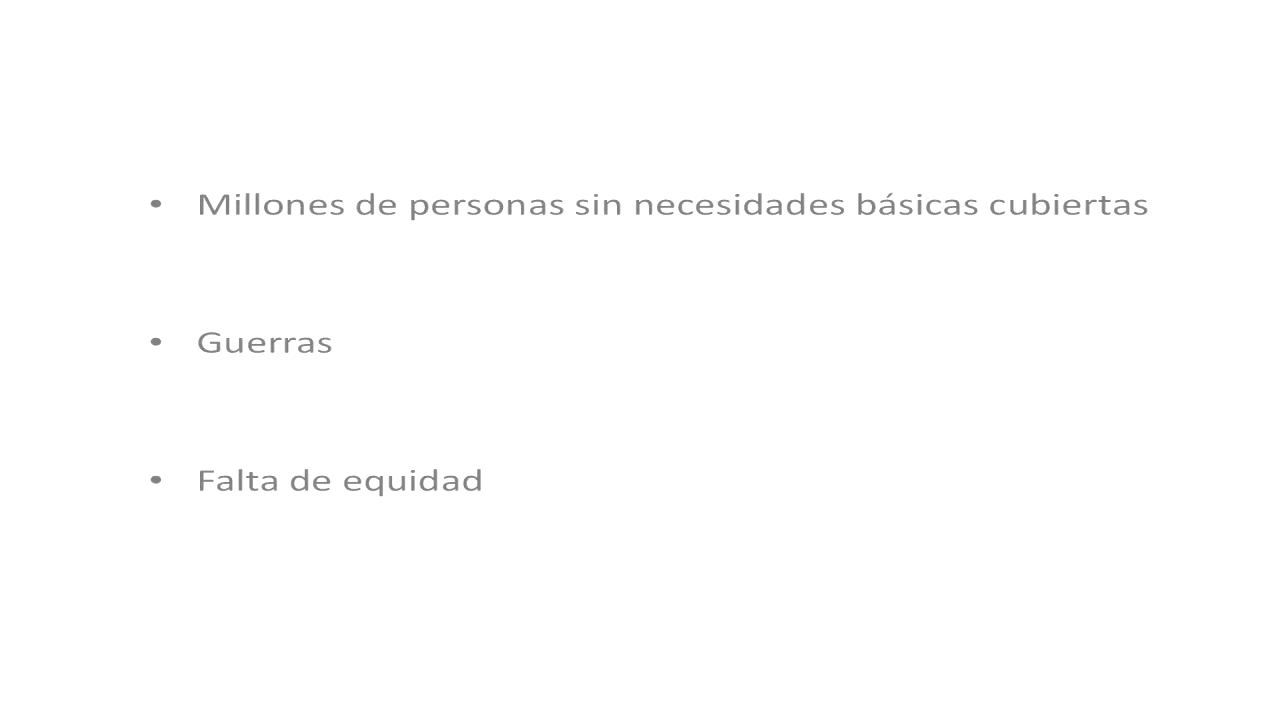 • Millones de personas sin necesidades básicas cubiertas
• Guerras
• Falta de equidad